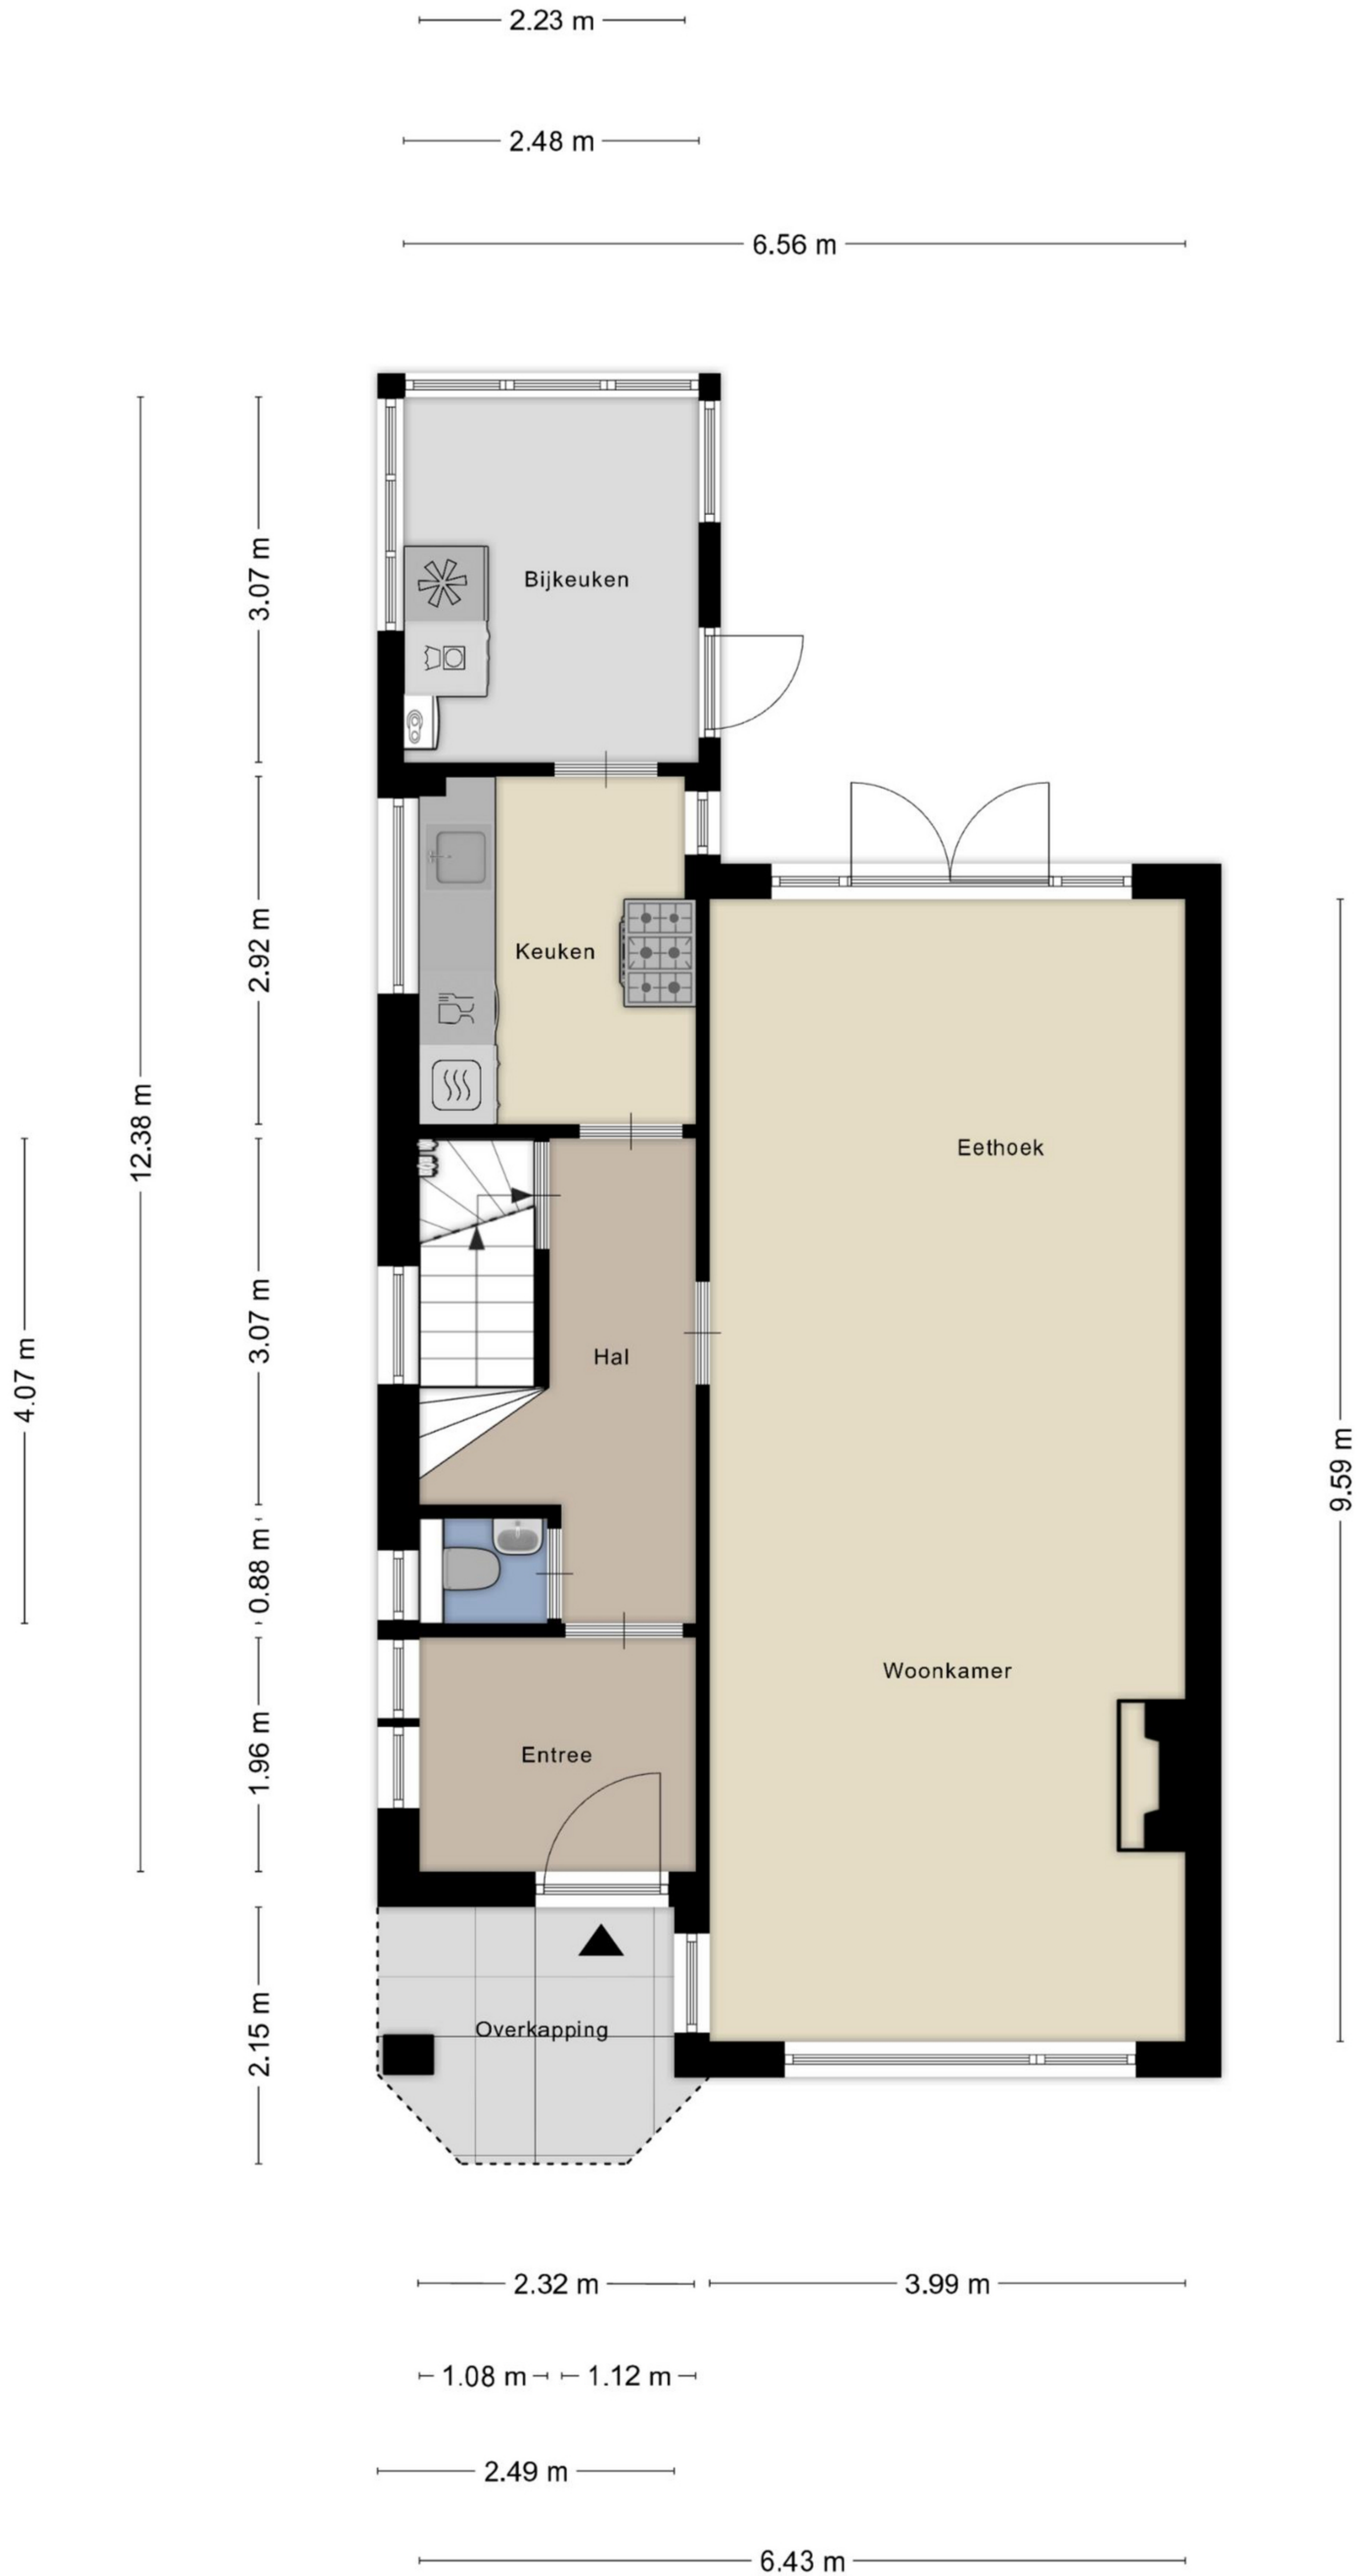 2.23 m
2.48 m
6.56 m
Bijkeuken
3.07 m
Keuken
2.92 m
12.38 m
Eethoek
Hal
3.07 m
4.07 m
9.59 m
0.88 m
Woonkamer
Entree
1.96 m
Overkapping
2.15 m
2.32 m
3.99 m
1.08 m
1.12 m
2.49 m
6.43 m